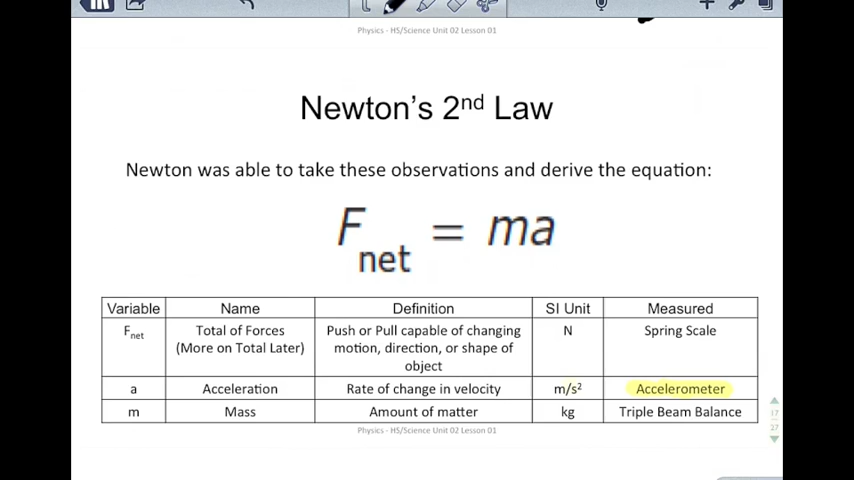 Physics - HS/Science Unit 02 Lesson 01
Newton's 2nd Law
Newton was able to take these observations and derive the equation:
F net = ma
Variable Name Definition SI Unit Measured
Fnet Total of Forces (More on Total Later) Push or Pull capable of changing motion, direction, or shape of object N Spring Scale
a Acceleration Rate of change in velocity m/s² Accelerometer
m Mass Amount of matter kg Triple Beam Balance
Physics - HS/Science Unit 02 Lesson 01
17
27